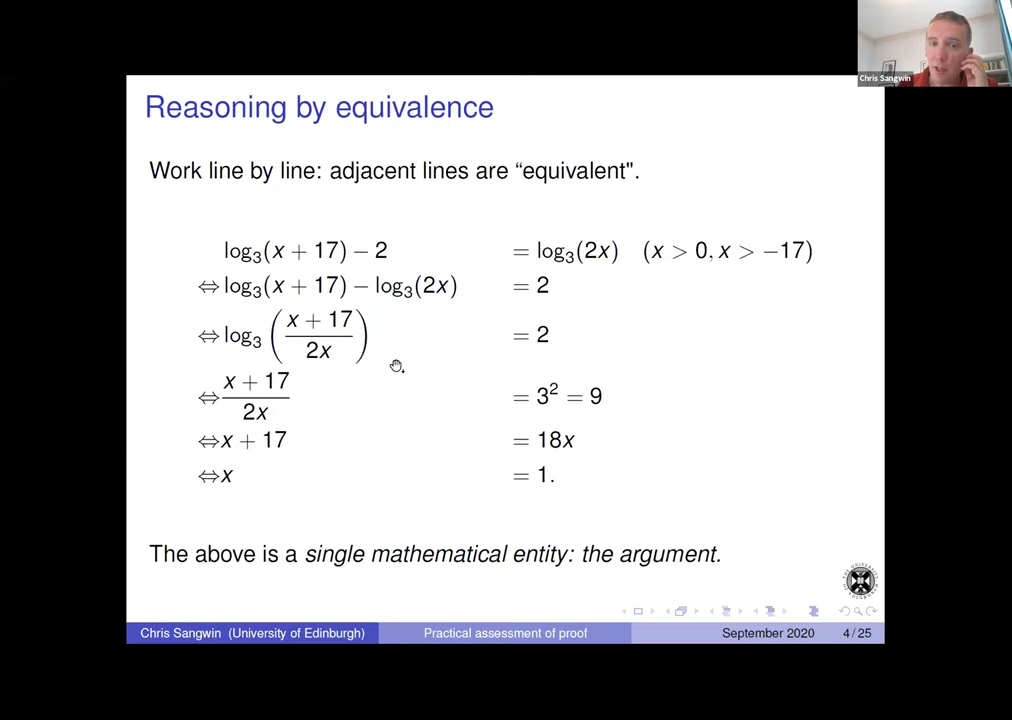 Chris Sangwin
Reasoning by equivalence
Work line by line: adjacent lines are “equivalent".
log₃(x + 17) − 2 = log₃(2x) (x > 0, x > −17)
⇔ log₃(x + 17) − log₃(2x) = 2
⇔ log₃((x + 17)/(2x)) = 2
⇔ (x + 17)/(2x) = 3² = 9
⇔ x + 17 = 18x
⇔ x = 1.
The above is a single mathematical entity: the argument.
Chris Sangwin (University of Edinburgh) Practical assessment of proof September 2020 4 / 25